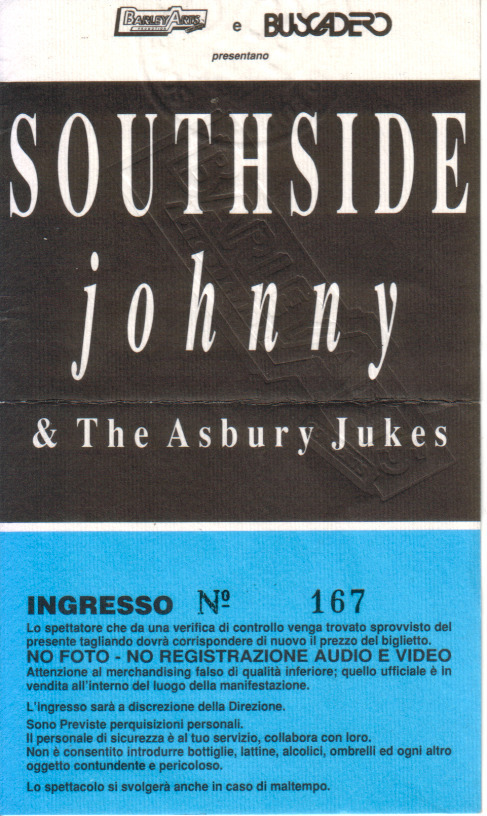 BARLEY ARTS e BUSCADERO
presentano
SOUTHSIDE
johnny
& The Asbury Jukes
INGRESSO Nº 167
Lo spettatore che da una verifica di controllo venga trovato sprovvisto del
presente tagliando dovrà corrispondere di nuovo il prezzo del biglietto.
NO FOTO - NO REGISTRAZIONE AUDIO E VIDEO
Attenzione al merchandising falso di qualità inferiore; quello ufficiale è in
vendita all'interno del luogo della manifestazione.
L'ingresso sarà a discrezione della Direzione.
Sono Previste perquisizioni personali.
Il personale di sicurezza è al tuo servizio, collabora con loro.
Non è consentito introdurre bottiglie, lattine, alcolici, ombrelli ed ogni altro
oggetto contundente e pericoloso.
Lo spettacolo si svolgerà anche in caso di maltempo.